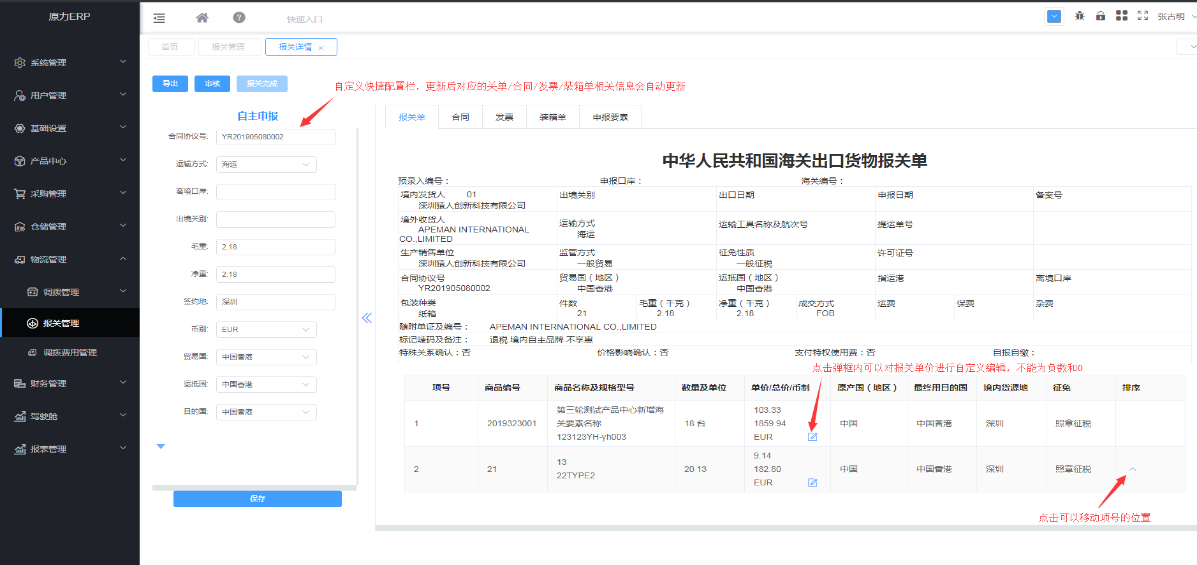 原力ERP
快速入口
张古明
系统管理
用户管理
基础设置
产品中心
采购管理
仓储管理
物流管理
调拨管理
报关管理
调拨费用管理
财务管理
驾驶舱
报表管理
首页
报关管理
报关详情 ×
导出
审核
报关完成
自定义快捷配置栏，更新后对应的关单/合同/发票/装箱单相关信息会自动更新
自主申报
合同协议号: YR201905080002
运输方式: 海运
离境口岸:
出境关别:
毛重: 2.18
净重: 2.18
签约地: 深圳
币别: EUR
贸易国: 中国香港
运抵国: 中国香港
目的国: 中国香港
保存
报关单
合同
发票
装箱单
申报要素
中华人民共和国海关出口货物报关单
预录入编号： 申报口岸： 海关编号：
境内发货人 01 出境关别 出口日期 申报日期 备案号
深圳猿人创新科技有限公司
境外收货人 运输方式 运输工具名称及航次号 提运单号
APEMAN INTERNATIONAL 海运
CO.,LIMITED
生产销售单位 监管方式 征免性质 许可证号
深圳猿人创新科技有限公司 一般贸易 一般征税
合同协议号 贸易国（地区） 运抵国（地区） 指运港 离境口岸
YR201905080002 中国香港 中国香港
包装种类 件数 毛重（千克） 净重（千克） 成交方式 运费 保费 杂费
纸箱 21 2.18 2.18 FOB
随附单证及编号： APEMAN INTERNATIONAL CO.,LIMITED
标记唛码及备注： 退税 境内自主品牌 不享惠
特殊关系确认：否 价格影响确认：否 支付特权使用费：否 自报自缴：
点击弹框内可以对报关单价进行自定义编辑，不能为负数和0
项号 商品编号 商品名称及规格型号 数量及单位 单价/总价/币制 原产国（地区） 最终用目的国 境内货源地 征免 排序
1 2019323001 第三轮测试产品中心新增海
关要素名称
123123YH-yh003 18 台 103.33
1859.94
EUR 中国 中国香港 深圳 照章征税
2 21 13
22TYPE2 20 13 9.14
182.80
EUR 中国 中国香港 深圳 照章征税
点击可以移动项号的位置